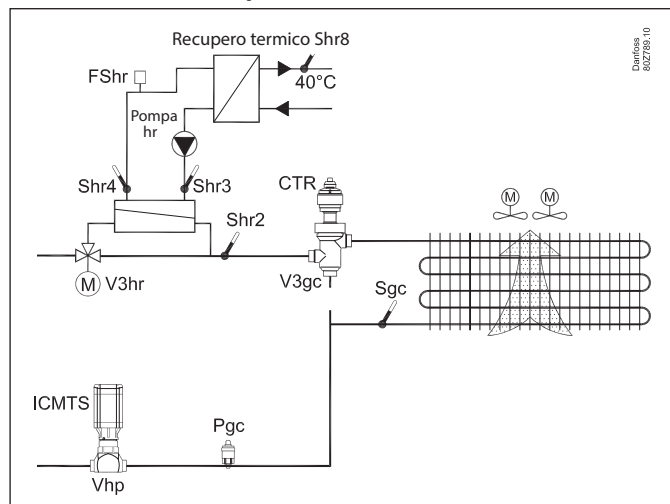 Danfoss
80Z789.10
Recupero termico Shr8
FShr
40°C
Pompa
hr
Shr4
Shr3
CTR
M
M
Shr2
M
V3hr
V3gc
Sgc
ICMTS
Pgc
Vhp